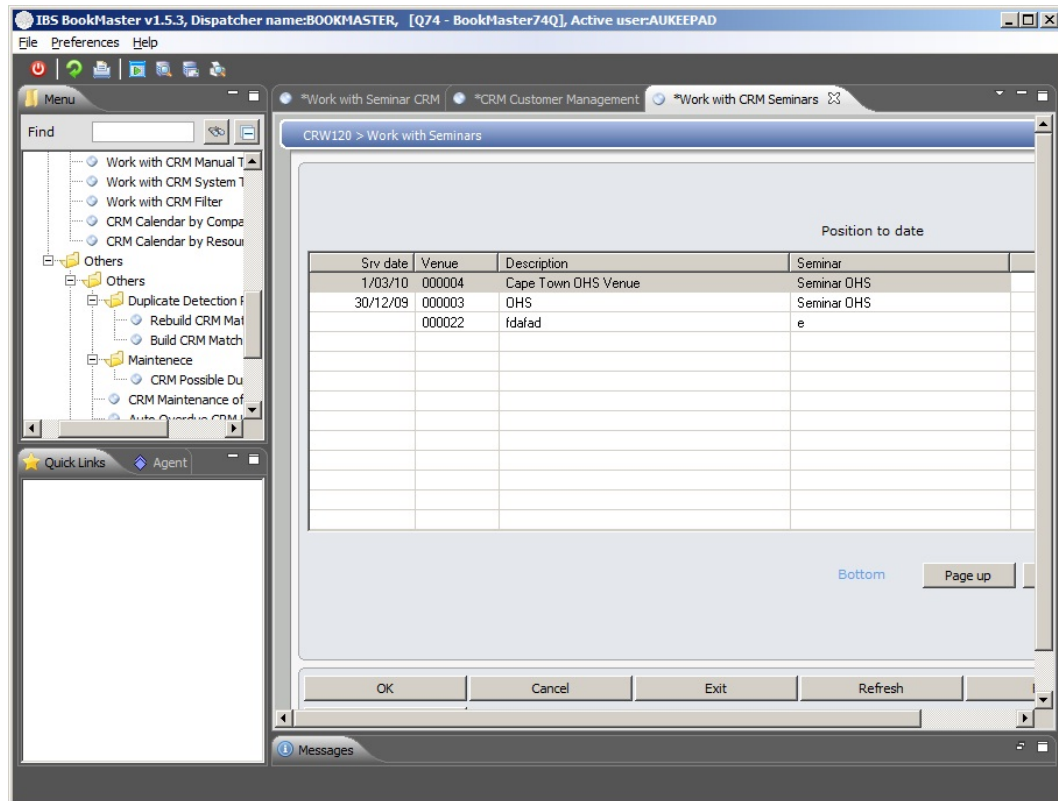 IBS BookMaster v1.5.3, Dispatcher name:BOOKMASTER, [Q74 - BookMaster74Q], Active user:AUKEEPAD
File Preferences Help
Menu
*Work with Seminar CRM *CRM Customer Management *Work with CRM Seminars
Find
CRW120 > Work with Seminars
Work with CRM Manual T
Work with CRM System T
Work with CRM Filter
CRM Calendar by Compa
CRM Calendar by Resour
Others
Others
Duplicate Detection F
Rebuild CRM Mat
Build CRM Match
Maintenece
CRM Possible Du
CRM Maintenance of
Auto Overdue CRM
Position to date
Srv date Venue Description Seminar
1/03/10 000004 Cape Town OHS Venue Seminar OHS
30/12/09 000003 OHS Seminar OHS
000022 fdafad e
Quick Links Agent
Bottom Page up
OK Cancel Exit Refresh
Messages